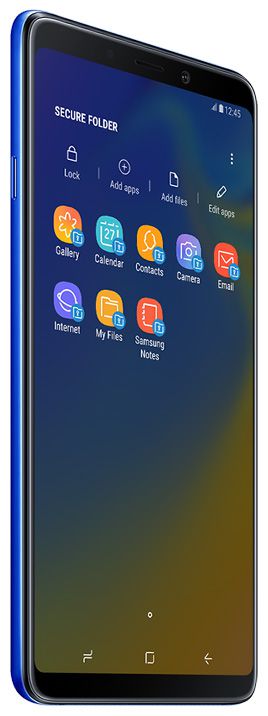 12:45
SECURE FOLDER
Lock
Add apps
Add files
Edit apps
27
Gallery
Calendar
Contacts
Camera
Email
Internet
My Files
Samsung
Notes